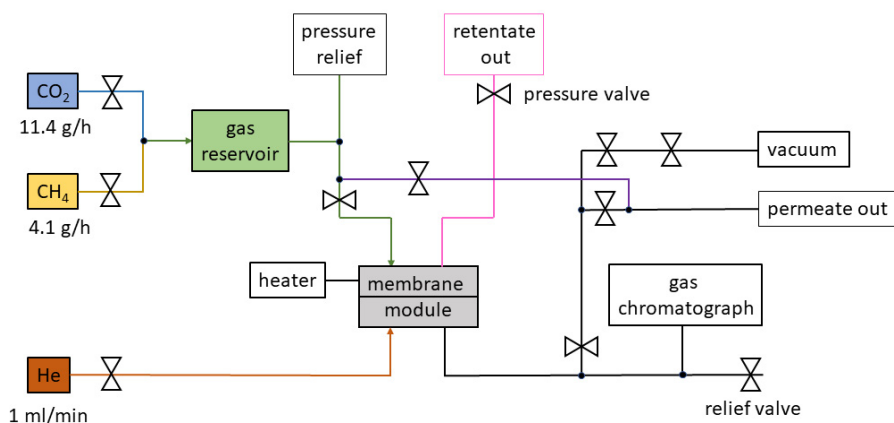 pressure
relief
retentate
out
pressure valve
CO₂
11.4 g/h
gas
reservoir
vacuum
CH₄
4.1 g/h
permeate out
heater
membrane
module
gas
chromatograph
He
1 ml/min
relief valve